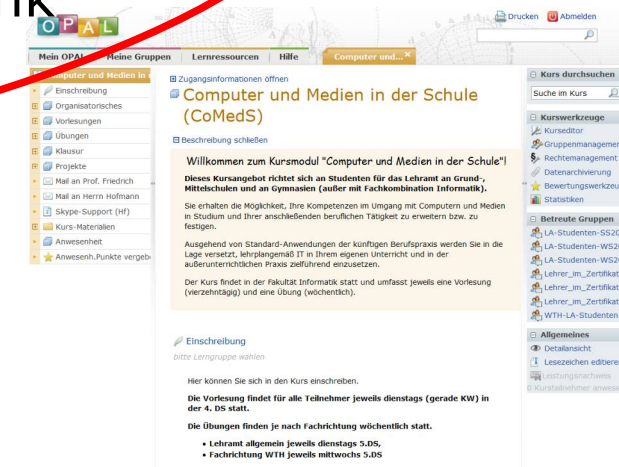 IK
OPAL
Drucken Abmelden
Mein OPAL Meine Gruppen Lernressourcen Hilfe Computer und...
Computer und Medien in
Einschreibung
Organisatorisches
Vorlesungen
Übungen
Klausur
Projekte
Mail an Prof. Friedrich
Mail an Herrn Hofmann
Skype-Support (Hf)
Kurs-Materialien
Anwesenheit
Anwesenh.Punkte vergeb
Zugangsinformationen öffnen
Computer und Medien in der Schule
(CoMedS)
Beschreibung schließen
Willkommen zum Kursmodul "Computer und Medien in der Schule"!
Dieses Kursangebot richtet sich an Studenten für das Lehramt an Grund-,
Mittelschulen und an Gymnasien (außer mit Fachkombination Informatik).
Sie erhalten die Möglichkeit, Ihre Kompetenzen im Umgang mit Computern und Medien
in Studium und Ihrer anschließenden beruflichen Tätigkeit zu erweitern bzw. zu
festigen.
Ausgehend von Standard-Anwendungen der künftigen Berufspraxis werden Sie in die
Lage versetzt, lehrplangemäß IT in Ihrem eigenen Unterricht und in der
außerunterrichtlichen Praxis zielführend einzusetzen.
Der Kurs findet in der Fakultät Informatik statt und umfasst jeweils eine Vorlesung
(vierzehntägig) und eine Übung (wöchentlich).
Einschreibung
bitte Lerngruppe wählen
Hier können Sie sich in den Kurs einschreiben.
Die Vorlesung findet für alle Teilnehmer jeweils dienstags (gerade KW) in
der 4. DS statt.
Die Übungen finden je nach Fachrichtung wöchentlich statt.
• Lehramt allgemein jeweils dienstags 5.DS,
• Fachrichtung WTH jeweils mittwochs 5.DS
Kurs durchsuchen
Suche im Kurs
Kurswerkzeuge
Kurseditor
Gruppenmanagemen
Rechtemanagement
Datenarchivierung
Bewertungswerkzeu
Statistiken
Betreute Gruppen
LA-Studenten-SS20
LA-Studenten-WS20
LA-Studenten-WS20
Lehrer_im_Zertifikat
Lehrer_im_Zertifikat
Lehrer_im_Zertifikat
WTH-LA-Studenten
Allgemeines
Detailansicht
Lesezeichen editiere
Leistungsnachweis
0 Kursteilnehmer anwese